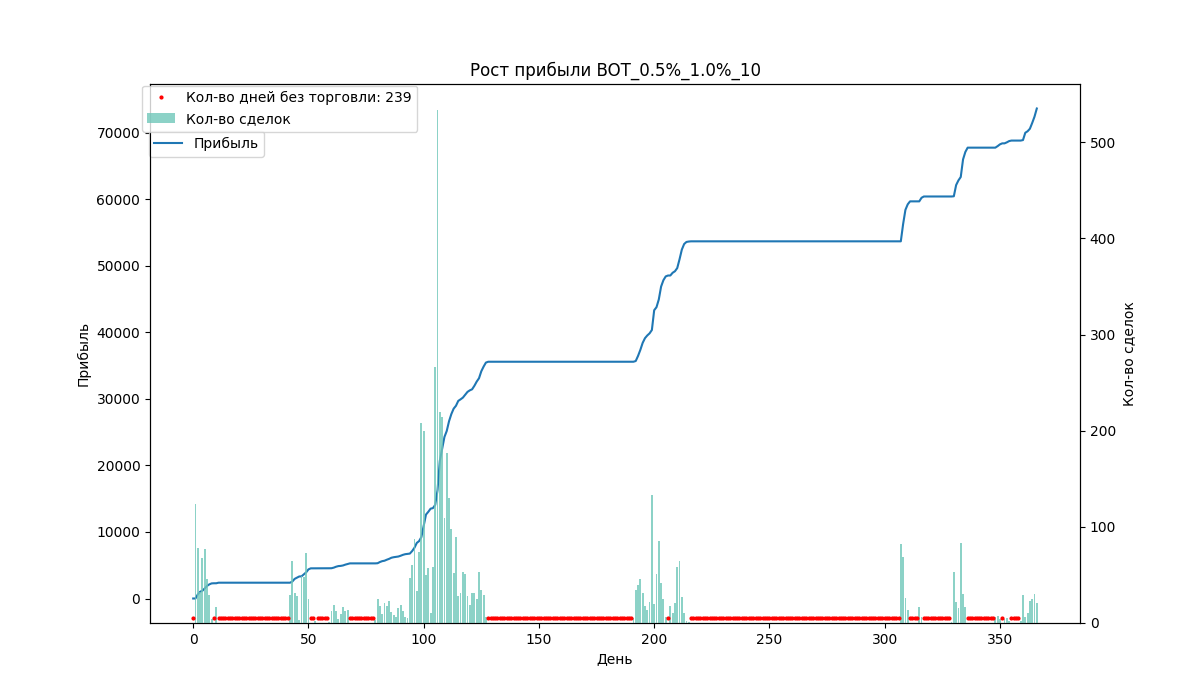 Рост прибыли BOT_0.5%_1.0%_10
Кол-во дней без торговли: 239
Кол-во сделок
Прибыль
70000
60000
50000
40000
30000
20000
10000
0
Прибыль
500
400
300
200
100
0
Кол-во сделок
0 50 100 150 200 250 300 350
День